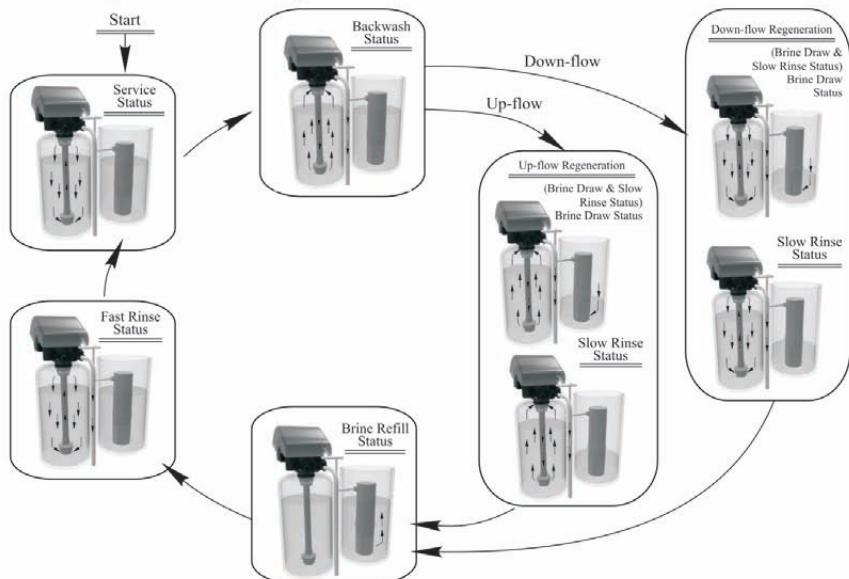 Start
Service
Status
Backwash
Status
Down-flow
Up-flow
Down-flow Regeneration
(Brine Draw &
Slow Rinse Status)
Brine Draw
Status
Slow Rinse
Status
Up-flow Regeneration
(Brine Draw & Slow
Rinse Status)
Brine Draw Status
Slow Rinse
Status
Brine Refill
Status
Fast Rinse
Status